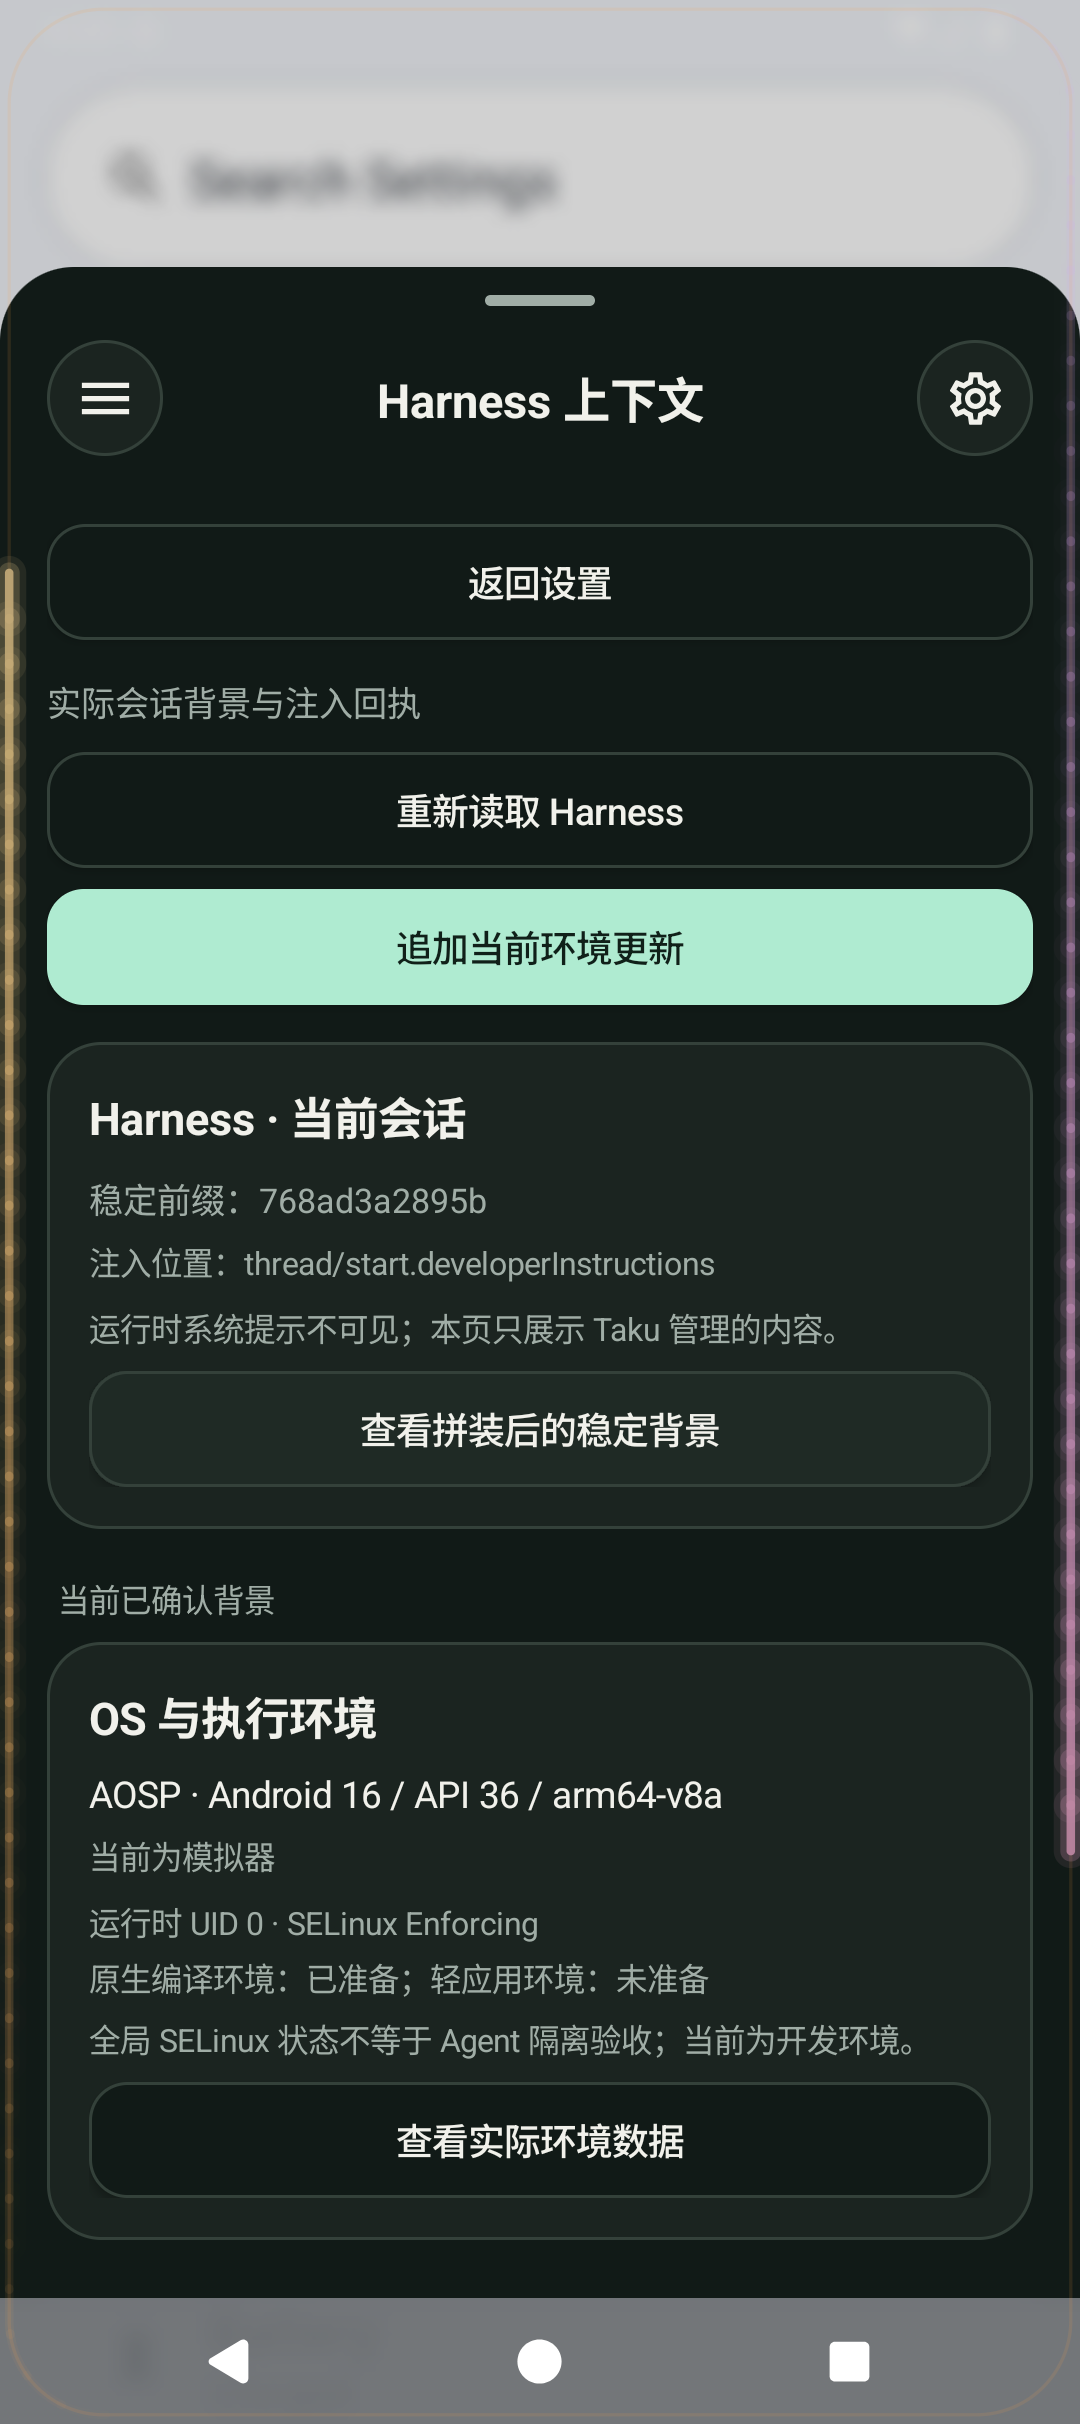 Search Settings
Harness 上下文
返回设置
实际会话背景与注入回执
重新读取 Harness
追加当前环境更新
Harness · 当前会话
稳定前缀：768ad3a2895b
注入位置：thread/start.developerInstructions
运行时系统提示不可见；本页只展示 Taku 管理的内容。
查看拼装后的稳定背景
当前已确认背景
OS 与执行环境
AOSP · Android 16 / API 36 / arm64-v8a
当前为模拟器
运行时 UID 0 · SELinux Enforcing
原生编译环境：已准备；轻应用环境：未准备
全局 SELinux 状态不等于 Agent 隔离验收；当前为开发环境。
查看实际环境数据